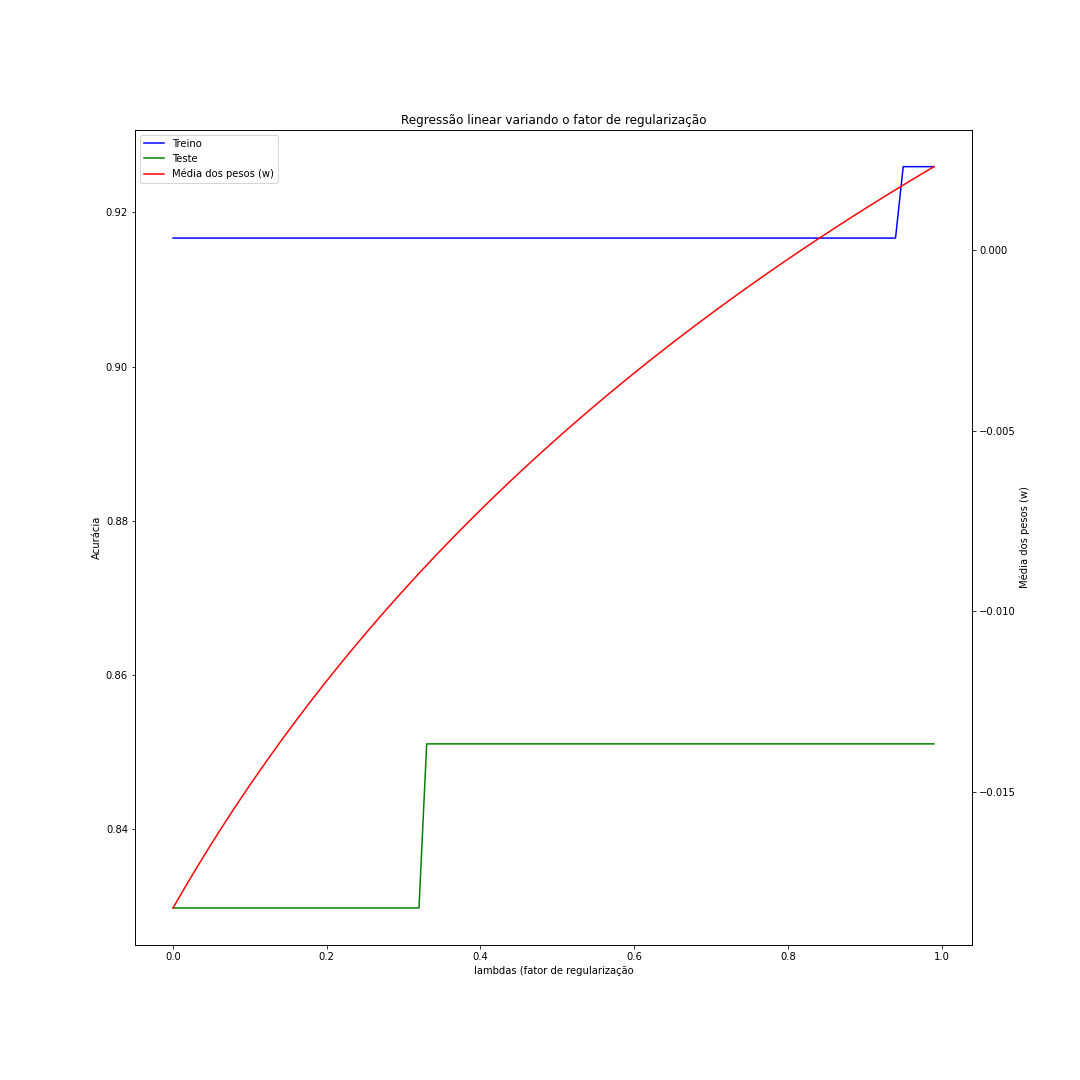 Regressão linear variando o fator de regularização
Treino
Teste
Média dos pesos (w)
0.92
0.90
0.88
0.86
0.84
Acurácia
0.000
−0.005
−0.010
−0.015
Média dos pesos (w)
0.0 0.2 0.4 0.6 0.8 1.0
lambdas (fator de regularização